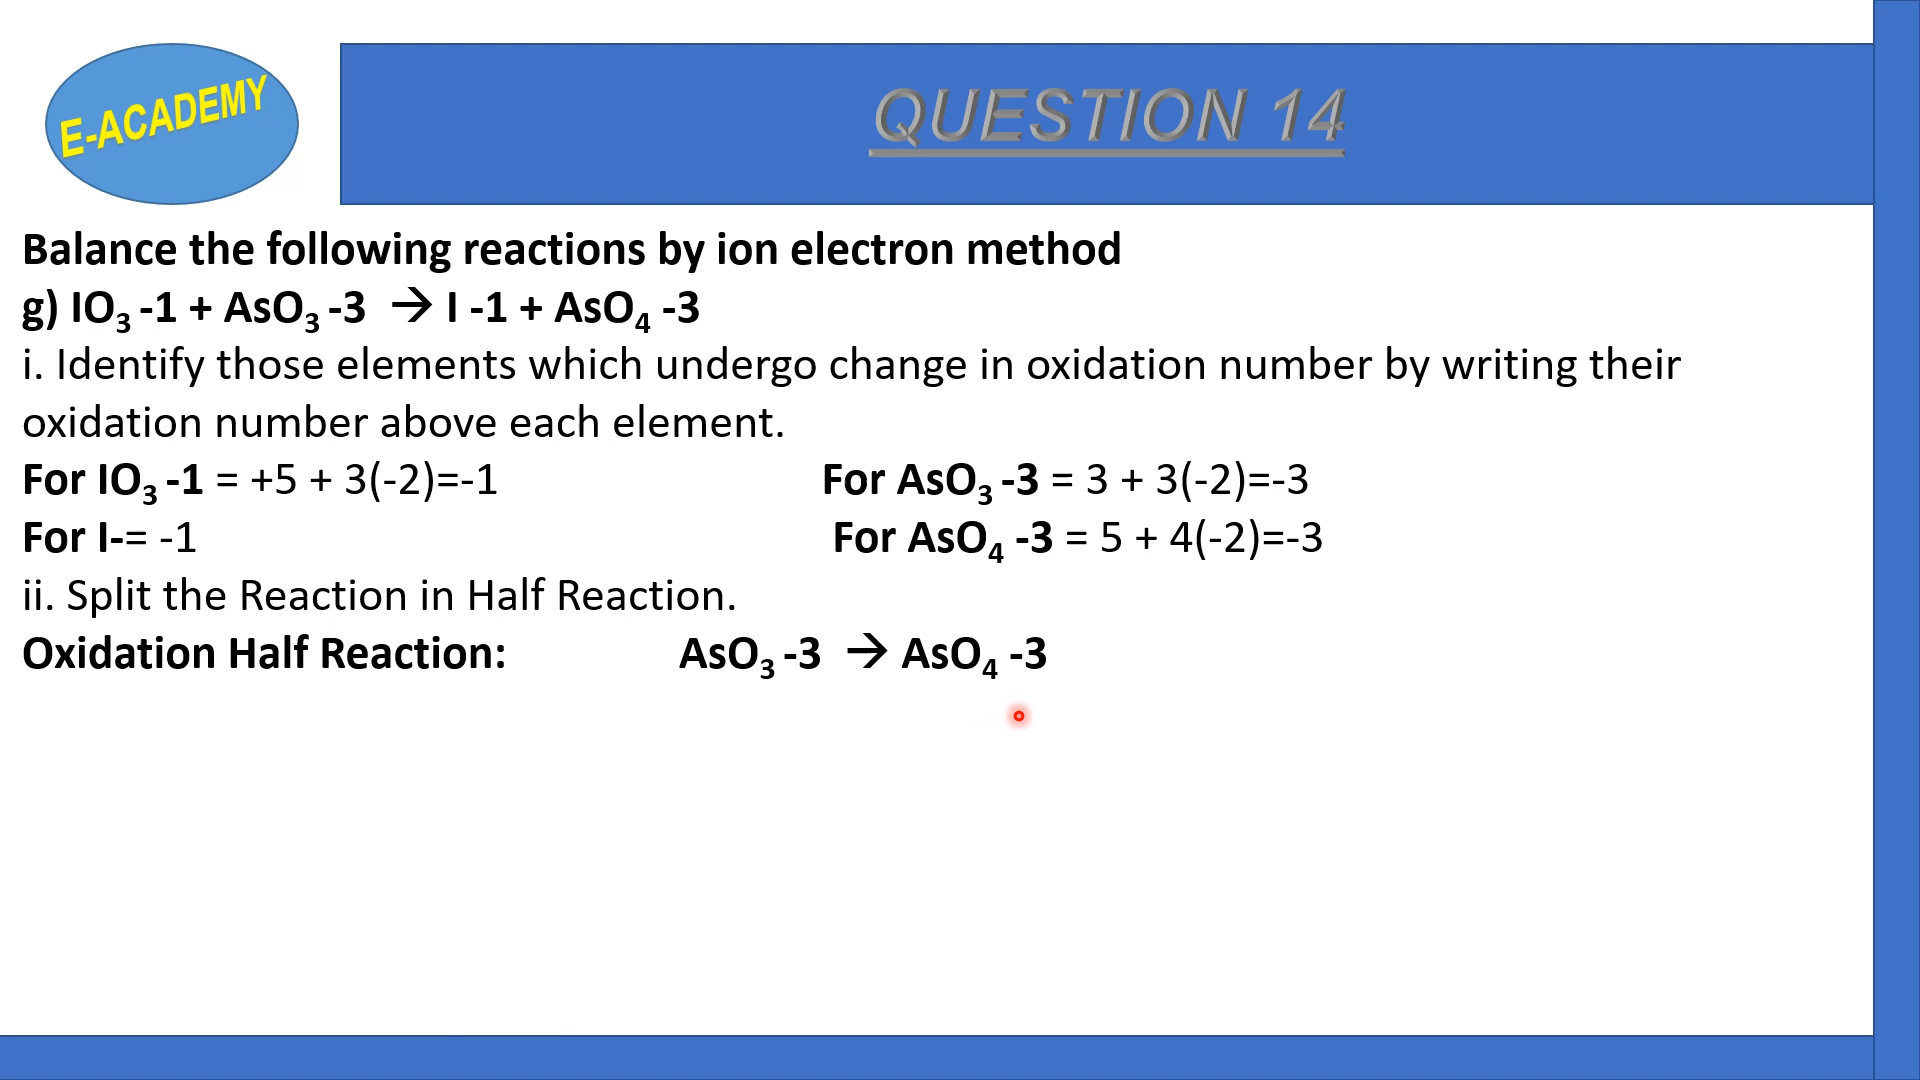 E-ACADEMY
QUESTION 14
Balance the following reactions by ion electron method
g) IO₃ -1 + AsO₃ -3 → I -1 + AsO₄ -3
i. Identify those elements which undergo change in oxidation number by writing their
oxidation number above each element.
For IO₃ -1 = +5 + 3(-2)=-1 For AsO₃ -3 = 3 + 3(-2)=-3
For I-= -1 For AsO₄ -3 = 5 + 4(-2)=-3
ii. Split the Reaction in Half Reaction.
Oxidation Half Reaction: AsO₃ -3 → AsO₄ -3